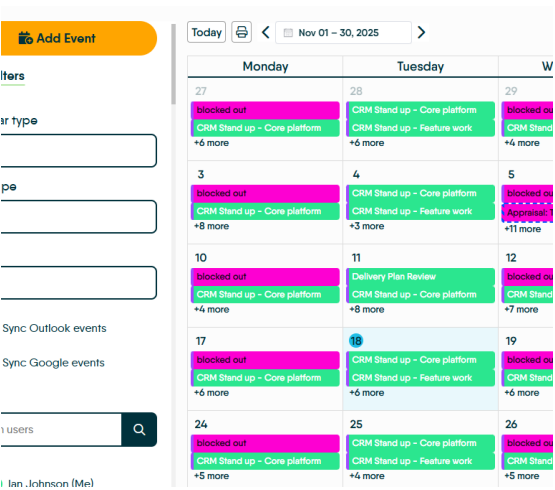 Add Event
lters
ar type
pe
Sync Outlook events
Sync Google events
n users
Ian Johnson (Me)
Today
Nov 01 – 30, 2025
Monday
Tuesday
W
27
blocked out
CRM Stand up - Core platform
+6 more
28
CRM Stand up - Core platform
CRM Stand up - Feature work
+6 more
29
blocked ou
CRM Stand
+4 more
3
blocked out
CRM Stand up - Core platform
+8 more
4
CRM Stand up - Core platform
CRM Stand up - Feature work
+3 more
5
blocked ou
Appraisal: T
+11 more
10
blocked out
CRM Stand up - Core platform
+4 more
11
Delivery Plan Review
CRM Stand up - Core platform
+8 more
12
blocked ou
CRM Stand
+7 more
17
blocked out
CRM Stand up - Core platform
+6 more
18
CRM Stand up - Core platform
CRM Stand up - Feature work
+6 more
19
blocked ou
CRM Stand
+6 more
24
blocked out
CRM Stand up - Core platform
+5 more
25
CRM Stand up - Core platform
CRM Stand up - Feature work
+4 more
26
blocked ou
CRM Stand
+5 more